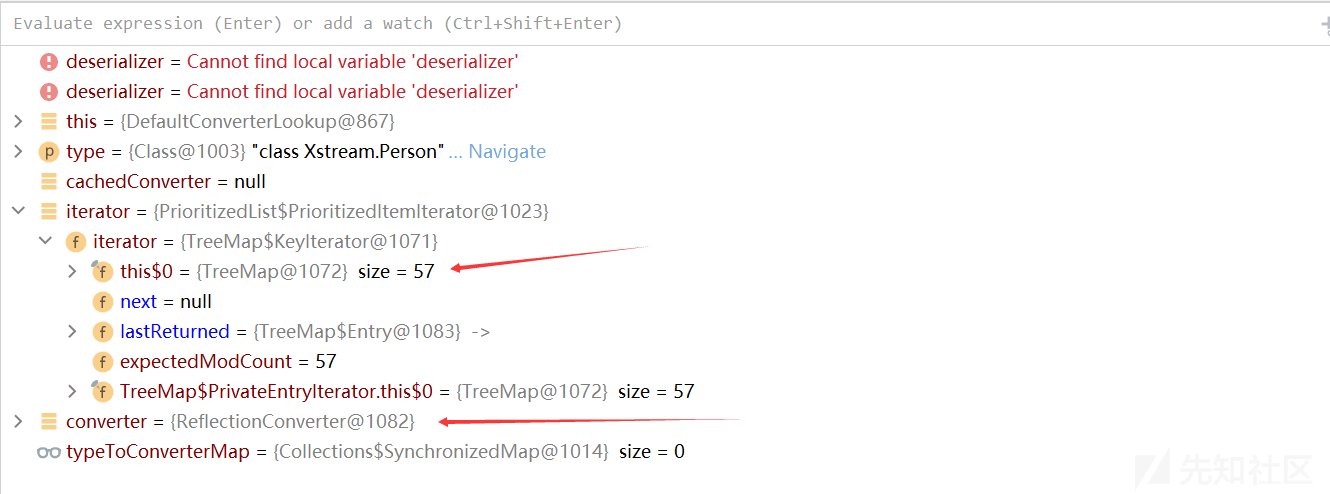 Evaluate expression (Enter) or add a watch (Ctrl+Shift+Enter)
deserializer = Cannot find local variable 'deserializer'
deserializer = Cannot find local variable 'deserializer'
this = {DefaultConverterLookup@867}
p type = {Class@1003} "class Xstream.Person" ... Navigate
cachedConverter = null
iterator = {PrioritizedList$PrioritizedItemIterator@1023}
f iterator = {TreeMap$KeyIterator@1071}
f this$0 = {TreeMap@1072} size = 57
f next = null
f lastReturned = {TreeMap$Entry@1083} ->
f expectedModCount = 57
f TreeMap$PrivateEntryIterator.this$0 = {TreeMap@1072} size = 57
converter = {ReflectionConverter@1082}
typeToConverterMap = {Collections$SynchronizedMap@1014} size = 0
先知社区